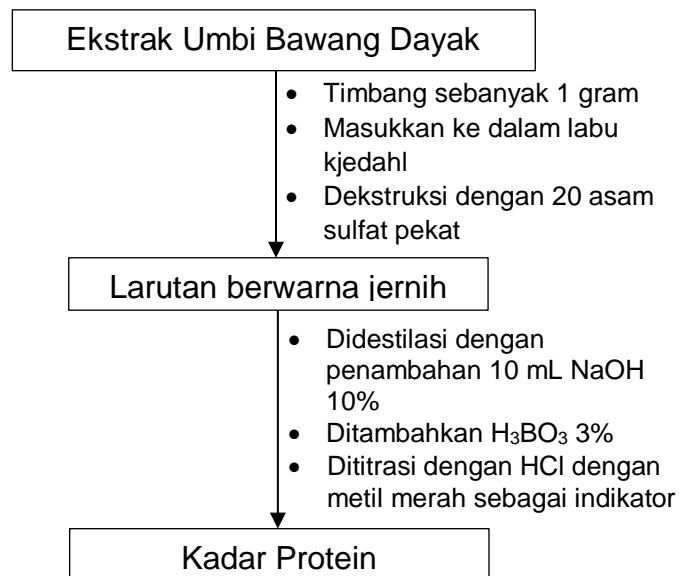 Ekstrak Umbi Bawang Dayak
• Timbang sebanyak 1 gram
• Masukkan ke dalam labu
kjedahl
• Dekstruksi dengan 20 asam
sulfat pekat
Larutan berwarna jernih
• Didestilasi dengan
penambahan 10 mL NaOH
10%
• Ditambahkan H₃BO₃ 3%
• Dititrasi dengan HCl dengan
metil merah sebagai indikator
Kadar Protein